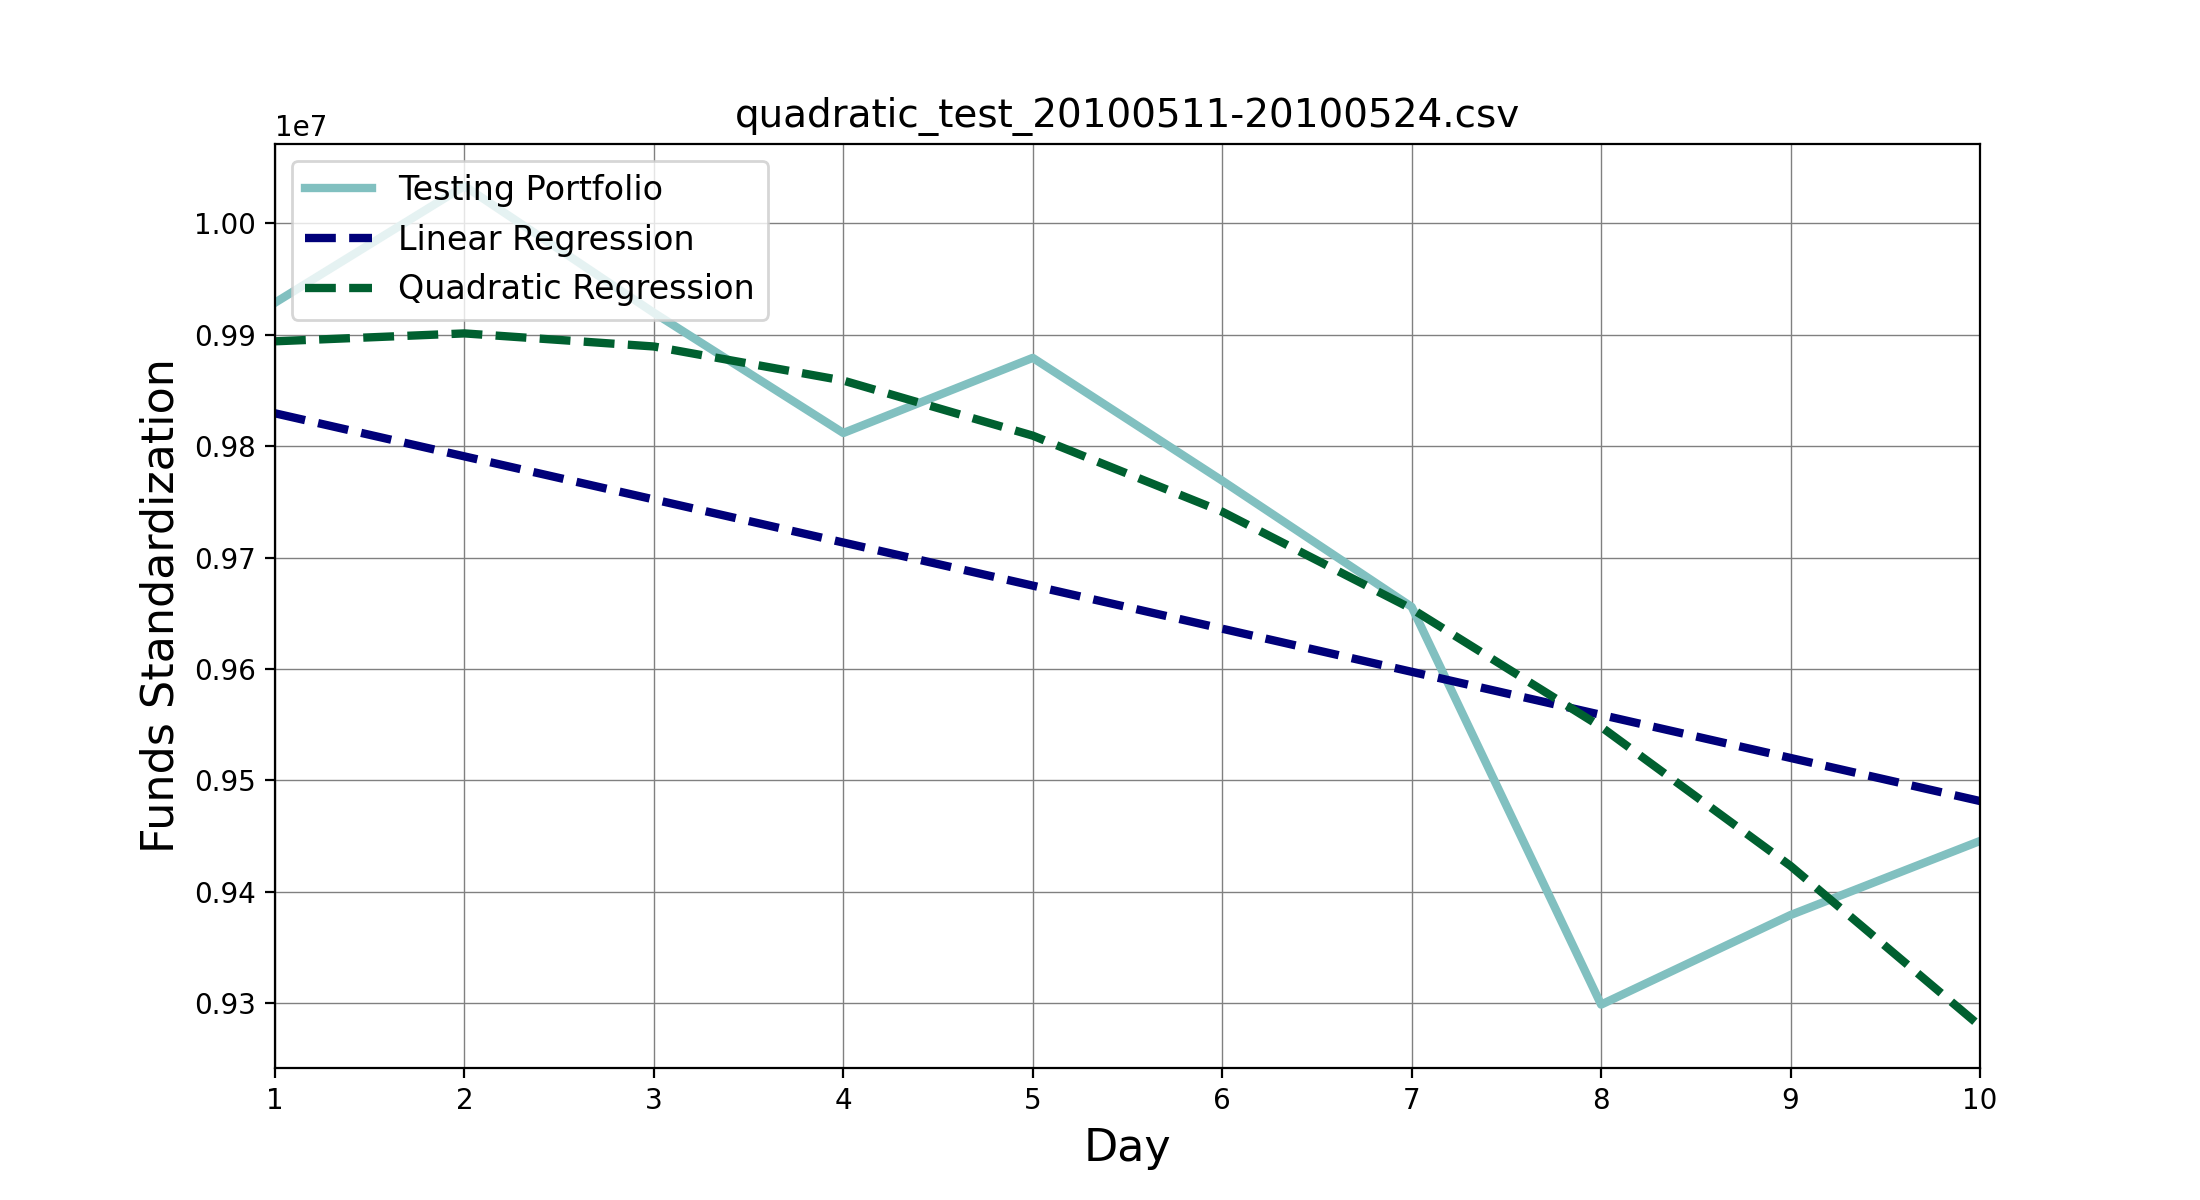 quadratic_test_20100511-20100524.csv
1e7
Testing Portfolio
Linear Regression
Quadratic Regression
1.00
0.99
0.98
0.97
0.96
0.95
0.94
0.93
Funds Standardization
1 2 3 4 5 6 7 8 9 10
Day